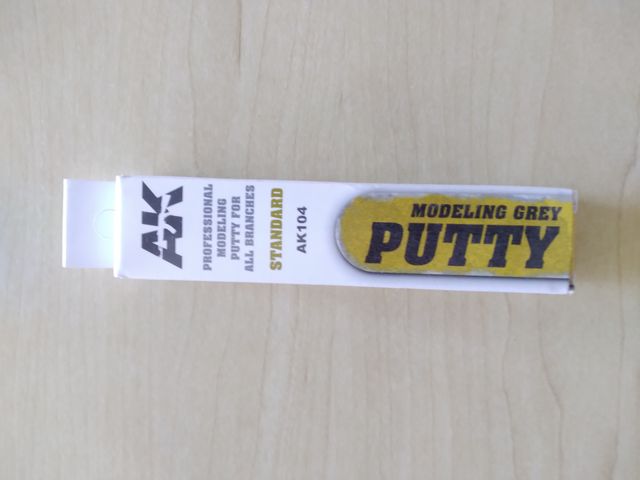 AK
PROFESSIONAL
MODELING
PUTTY FOR
ALL BRANCHES
STANDARD
AK104
MODELING GREY
PUTTY